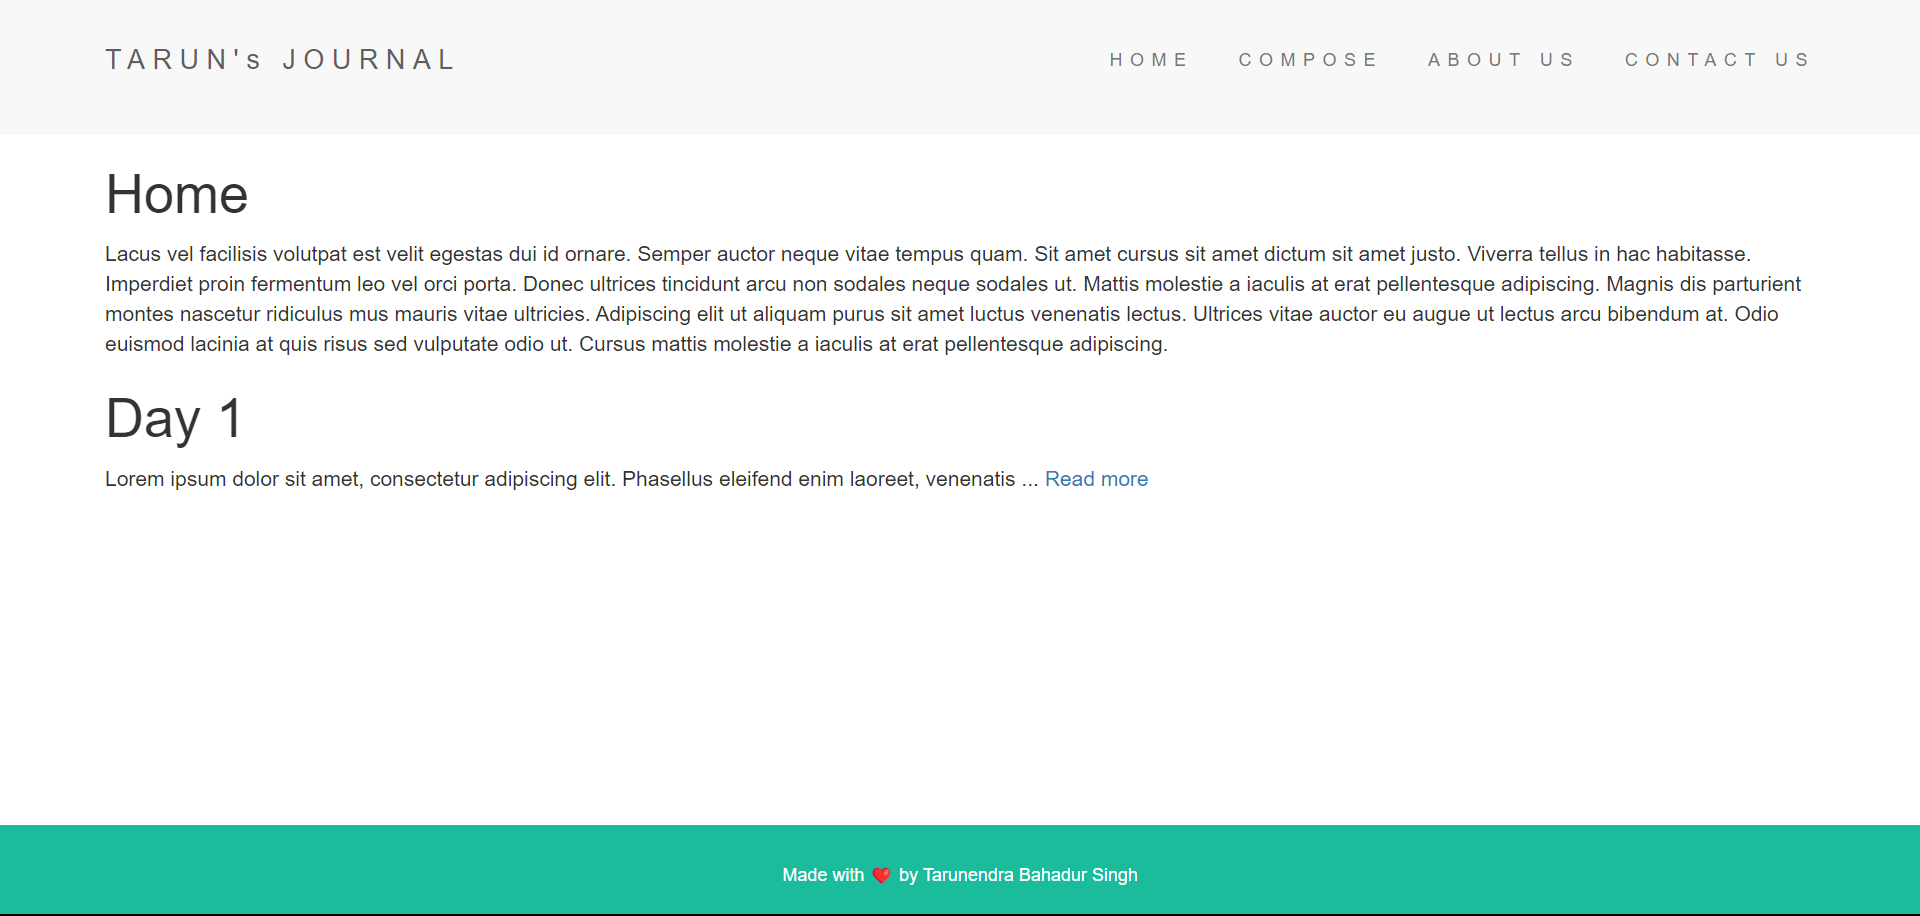 TARUN's JOURNAL
HOME COMPOSE ABOUT US CONTACT US
Home
Lacus vel facilisis volutpat est velit egestas dui id ornare. Semper auctor neque vitae tempus quam. Sit amet cursus sit amet dictum sit amet justo. Viverra tellus in hac habitasse.
Imperdiet proin fermentum leo vel orci porta. Donec ultrices tincidunt arcu non sodales neque sodales ut. Mattis molestie a iaculis at erat pellentesque adipiscing. Magnis dis parturient
montes nascetur ridiculus mus mauris vitae ultricies. Adipiscing elit ut aliquam purus sit amet luctus venenatis lectus. Ultrices vitae auctor eu augue ut lectus arcu bibendum at. Odio
euismod lacinia at quis risus sed vulputate odio ut. Cursus mattis molestie a iaculis at erat pellentesque adipiscing.
Day 1
Lorem ipsum dolor sit amet, consectetur adipiscing elit. Phasellus eleifend enim laoreet, venenatis ... Read more
Made with ❤️ by Tarunendra Bahadur Singh